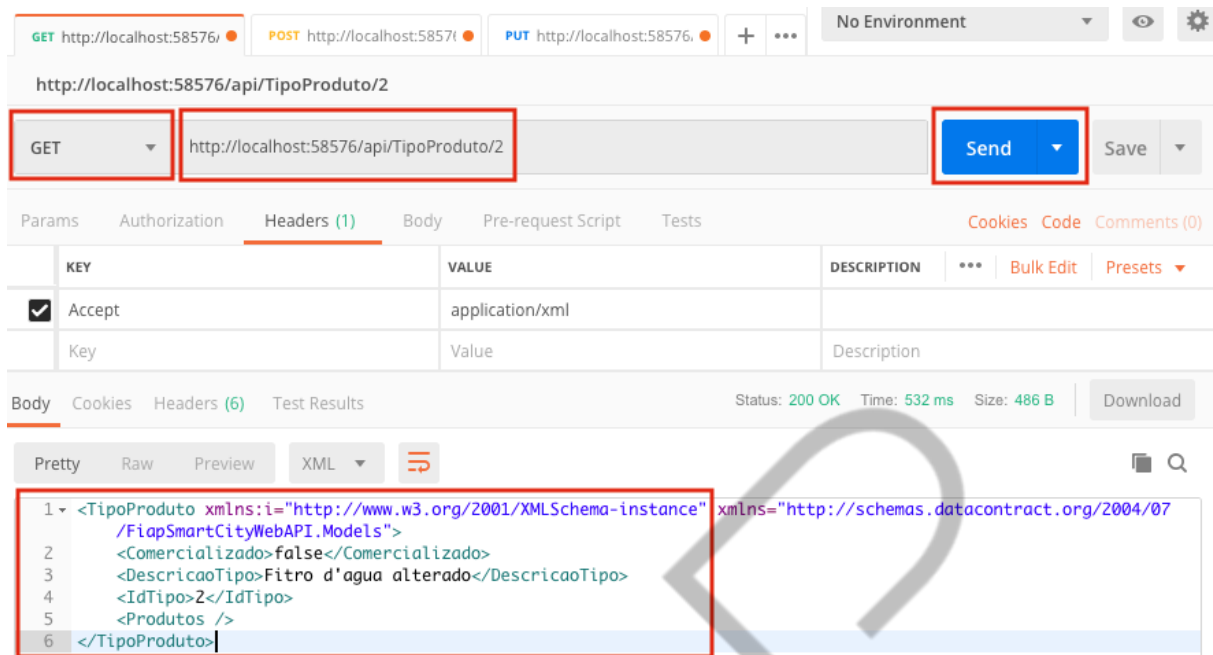 GET http://localhost:58576/ POST http://localhost:5857 PUT http://localhost:58576/ + ••• No Environment
http://localhost:58576/api/TipoProduto/2
GET http://localhost:58576/api/TipoProduto/2 Send Save
Params Authorization Headers (1) Body Pre-request Script Tests Cookies Code Comments (0)
KEY VALUE DESCRIPTION ••• Bulk Edit Presets
Accept application/xml
Key Value Description
Body Cookies Headers (6) Test Results Status: 200 OK Time: 532 ms Size: 486 B Download
Pretty Raw Preview XML
1 <TipoProduto xmlns:i="http://www.w3.org/2001/XMLSchema-instance" xmlns="http://schemas.datacontract.org/2004/07
/FiapSmartCityWebAPI.Models">
2 <Comercializado>false</Comercializado>
3 <DescricaoTipo>Fitro d'agua alterado</DescricaoTipo>
4 <IdTipo>2</IdTipo>
5 <Produtos />
6 </TipoProduto>